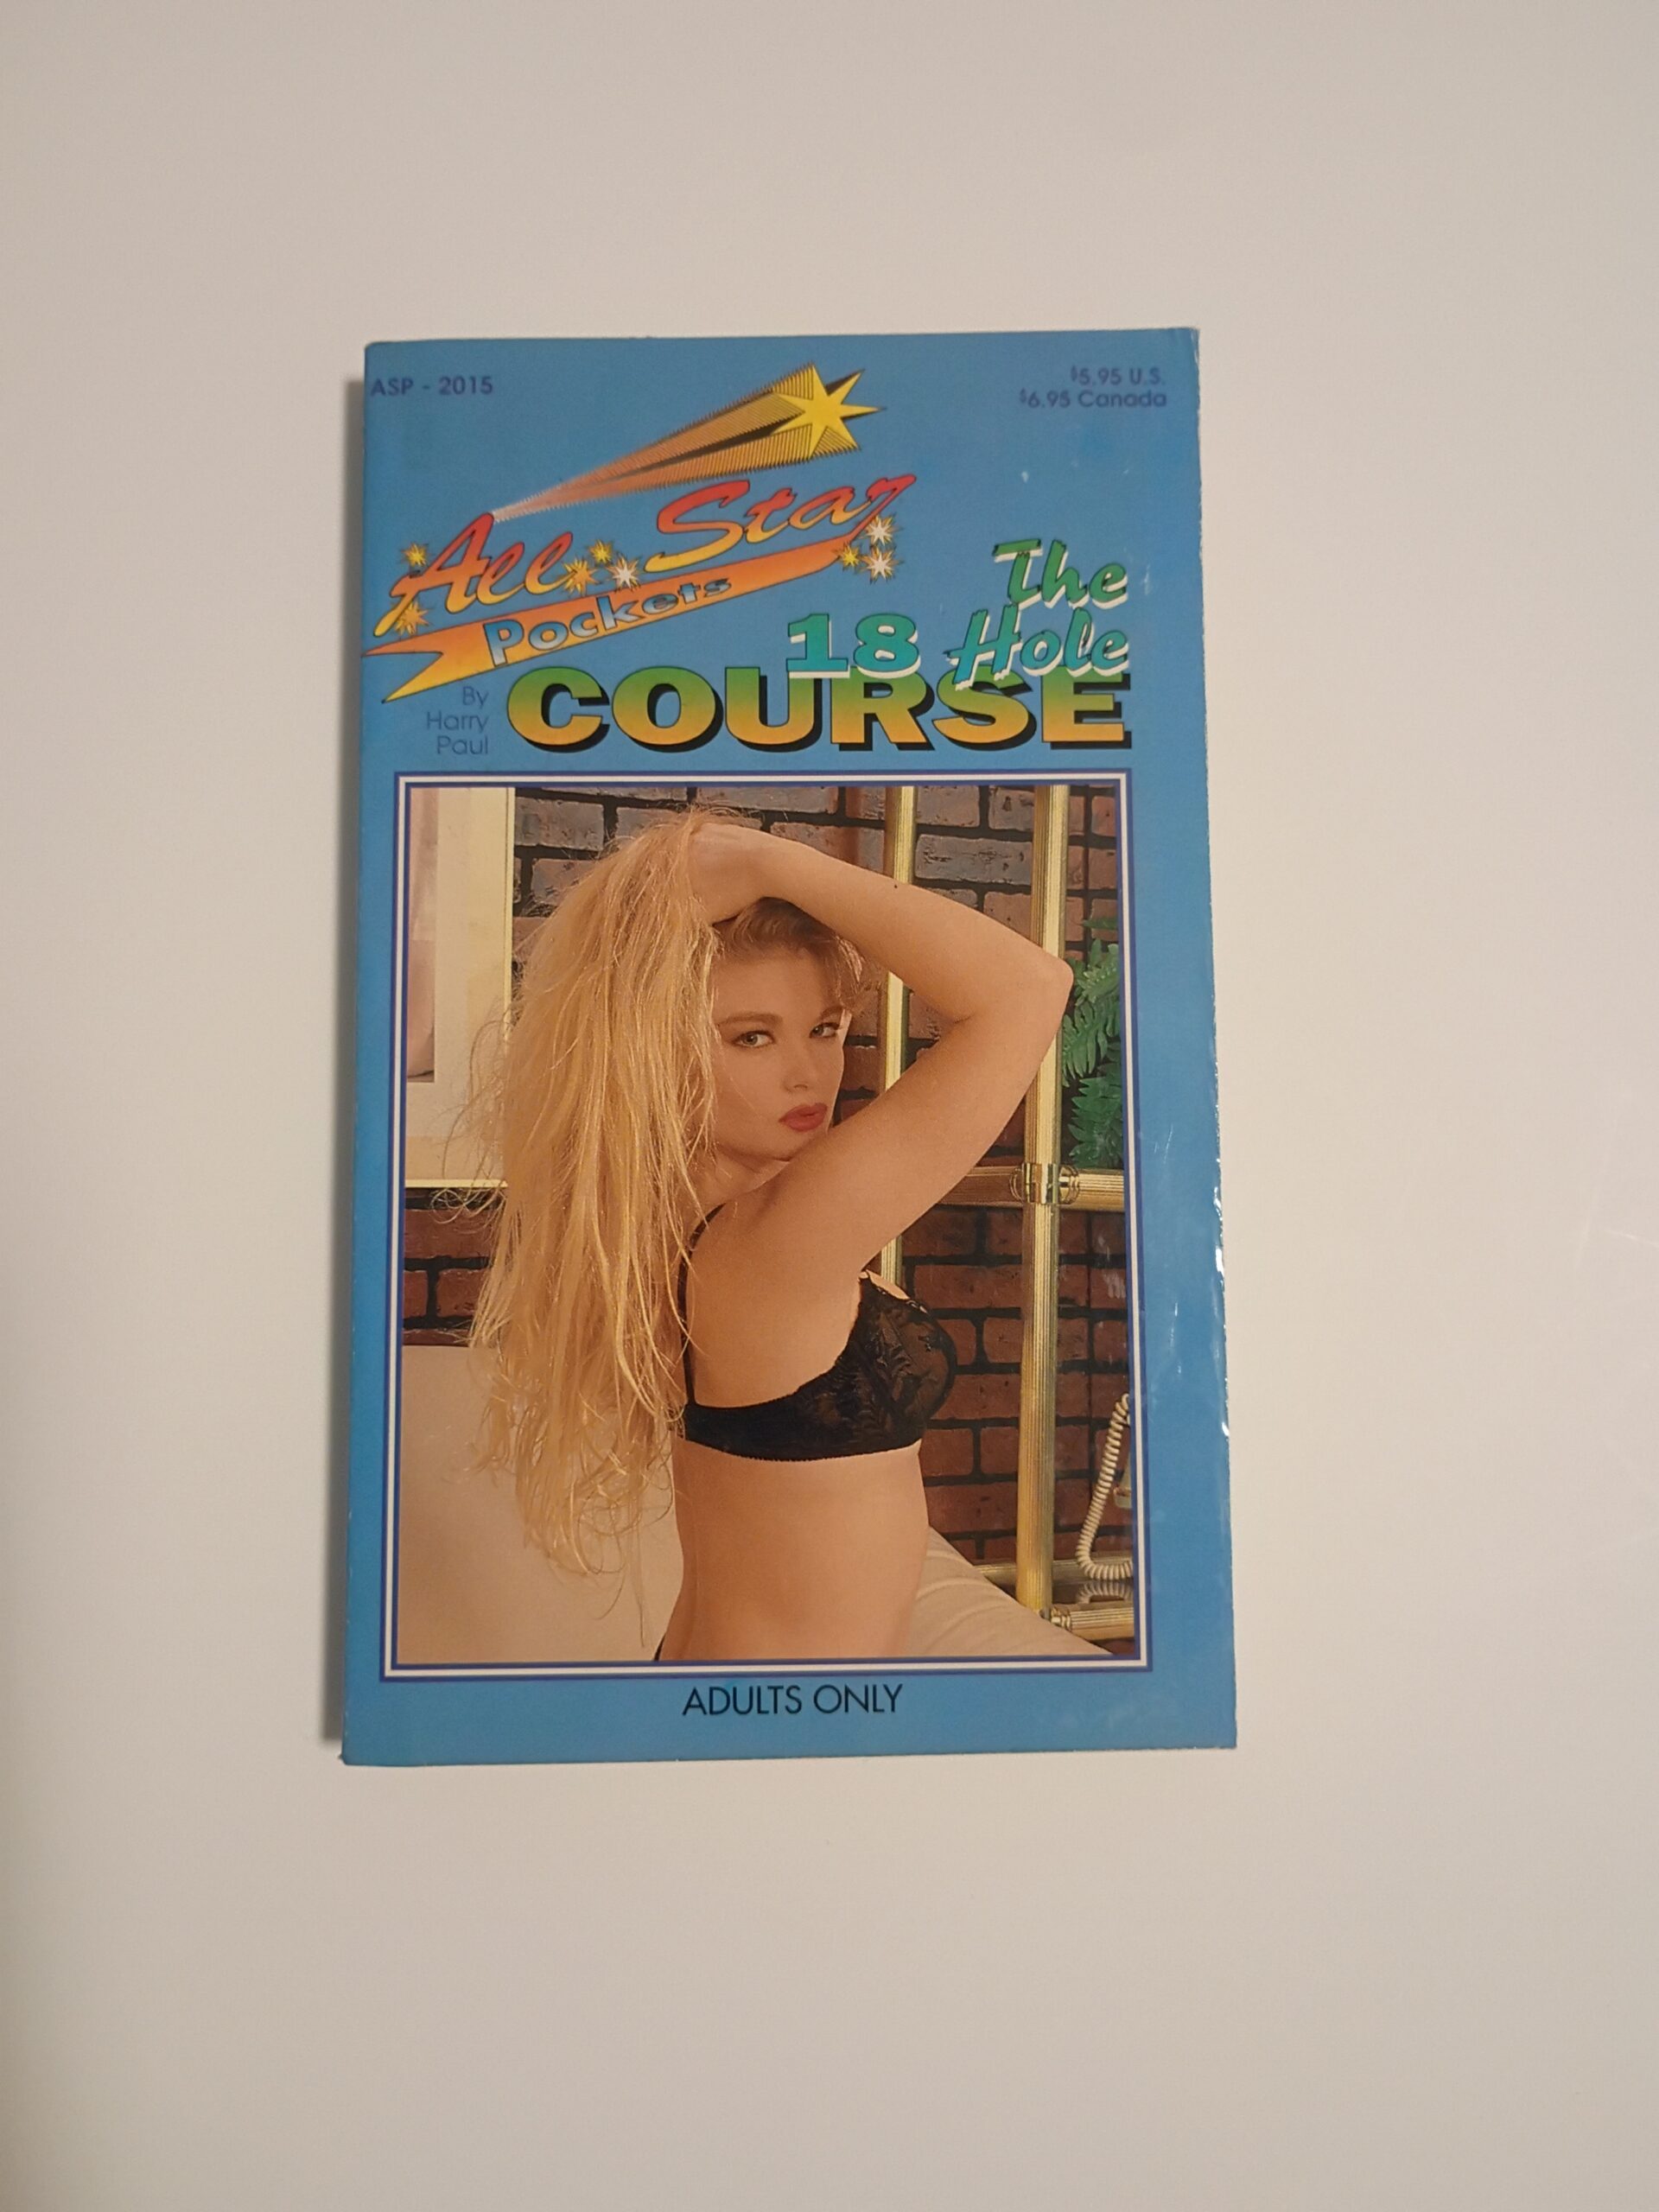 ASP - 2015
$5.95 U.S.
$6.95 Canada
All Star
Pockets
The
18 Hole
COURSE
By
Harry
Paul
ADULTS ONLY